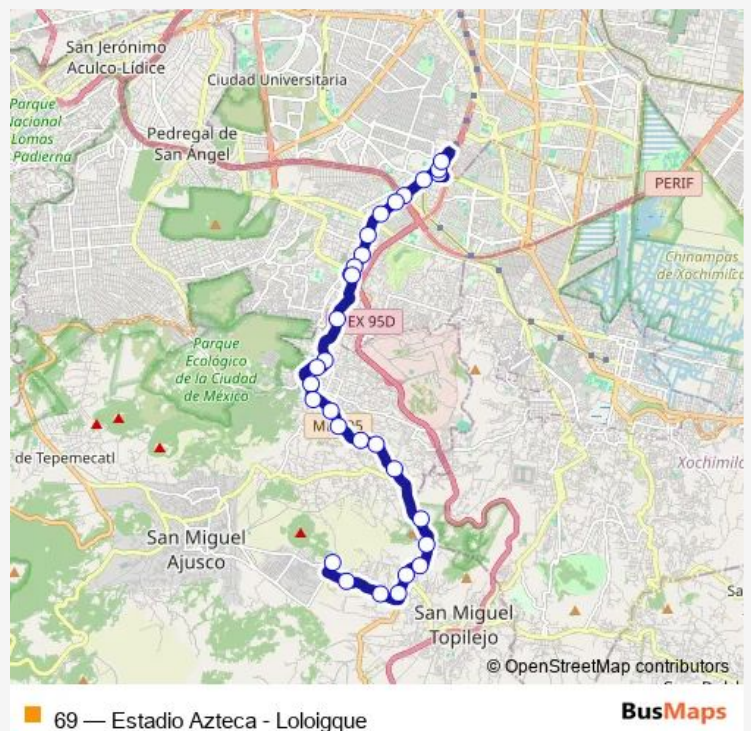 San Jerónimo
Aculco-Lídice
Ciudad Universitaria
Parque
Nacional
Lomas
Padierna
Pedregal de
San Ángel
PERIF
Chinampas
de Xochimilco
EX 95D
Parque
Ecológico
de la Ciudad
de México
de Tepemecatl
Xochimilc
San Miguel
Ajusco
San Miguel
Topilejo
Sa
© OpenStreetMap contributors
69 — Estadio Azteca - Loloigque
BusMaps